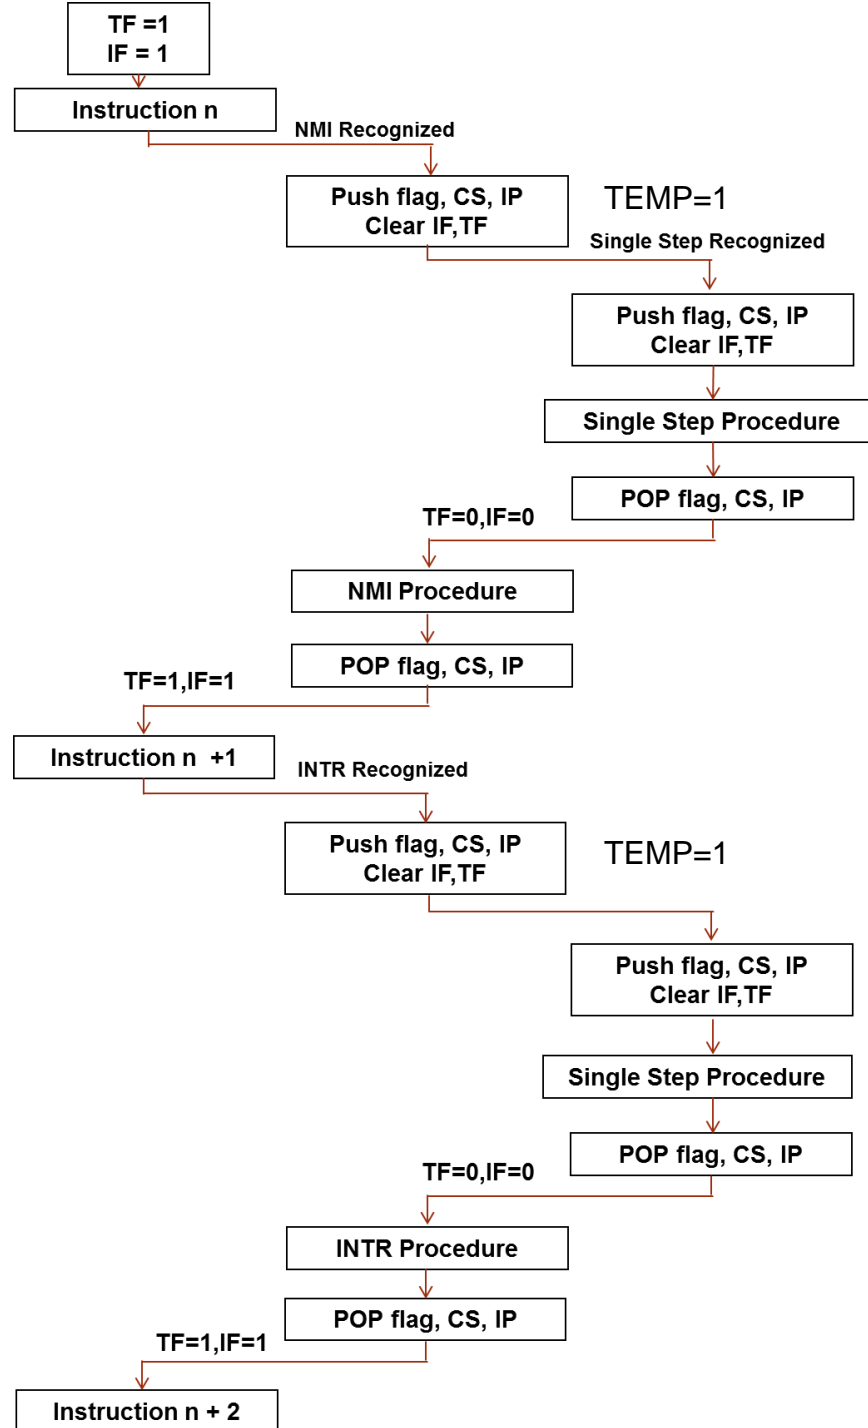 TF =1
IF = 1
Instruction n
NMI Recognized
Push flag, CS, IP
Clear IF,TF
TEMP=1
Single Step Recognized
Push flag, CS, IP
Clear IF,TF
Single Step Procedure
POP flag, CS, IP
TF=0,IF=0
NMI Procedure
POP flag, CS, IP
TF=1,IF=1
Instruction n  +1
INTR Recognized
Push flag, CS, IP
Clear IF,TF
TEMP=1
Push flag, CS, IP
Clear IF,TF
Single Step Procedure
POP flag, CS, IP
TF=0,IF=0
INTR Procedure
POP flag, CS, IP
TF=1,IF=1
Instruction n + 2